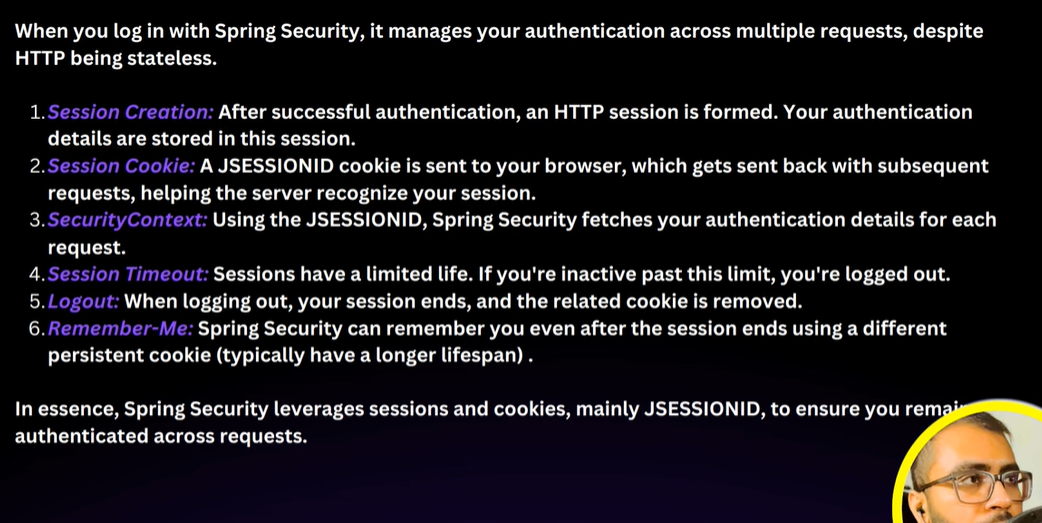 When you log in with Spring Security, it manages your authentication across multiple requests, despite
HTTP being stateless.
1. Session Creation: After successful authentication, an HTTP session is formed. Your authentication
details are stored in this session.
2. Session Cookie: A JSESSIONID cookie is sent to your browser, which gets sent back with subsequent
requests, helping the server recognize your session.
3. SecurityContext: Using the JSESSIONID, Spring Security fetches your authentication details for each
request.
4. Session Timeout: Sessions have a limited life. If you're inactive past this limit, you're logged out.
5. Logout: When logging out, your session ends, and the related cookie is removed.
6. Remember-Me: Spring Security can remember you even after the session ends using a different
persistent cookie (typically have a longer lifespan) .
In essence, Spring Security leverages sessions and cookies, mainly JSESSIONID, to ensure you
authenticated across requests.